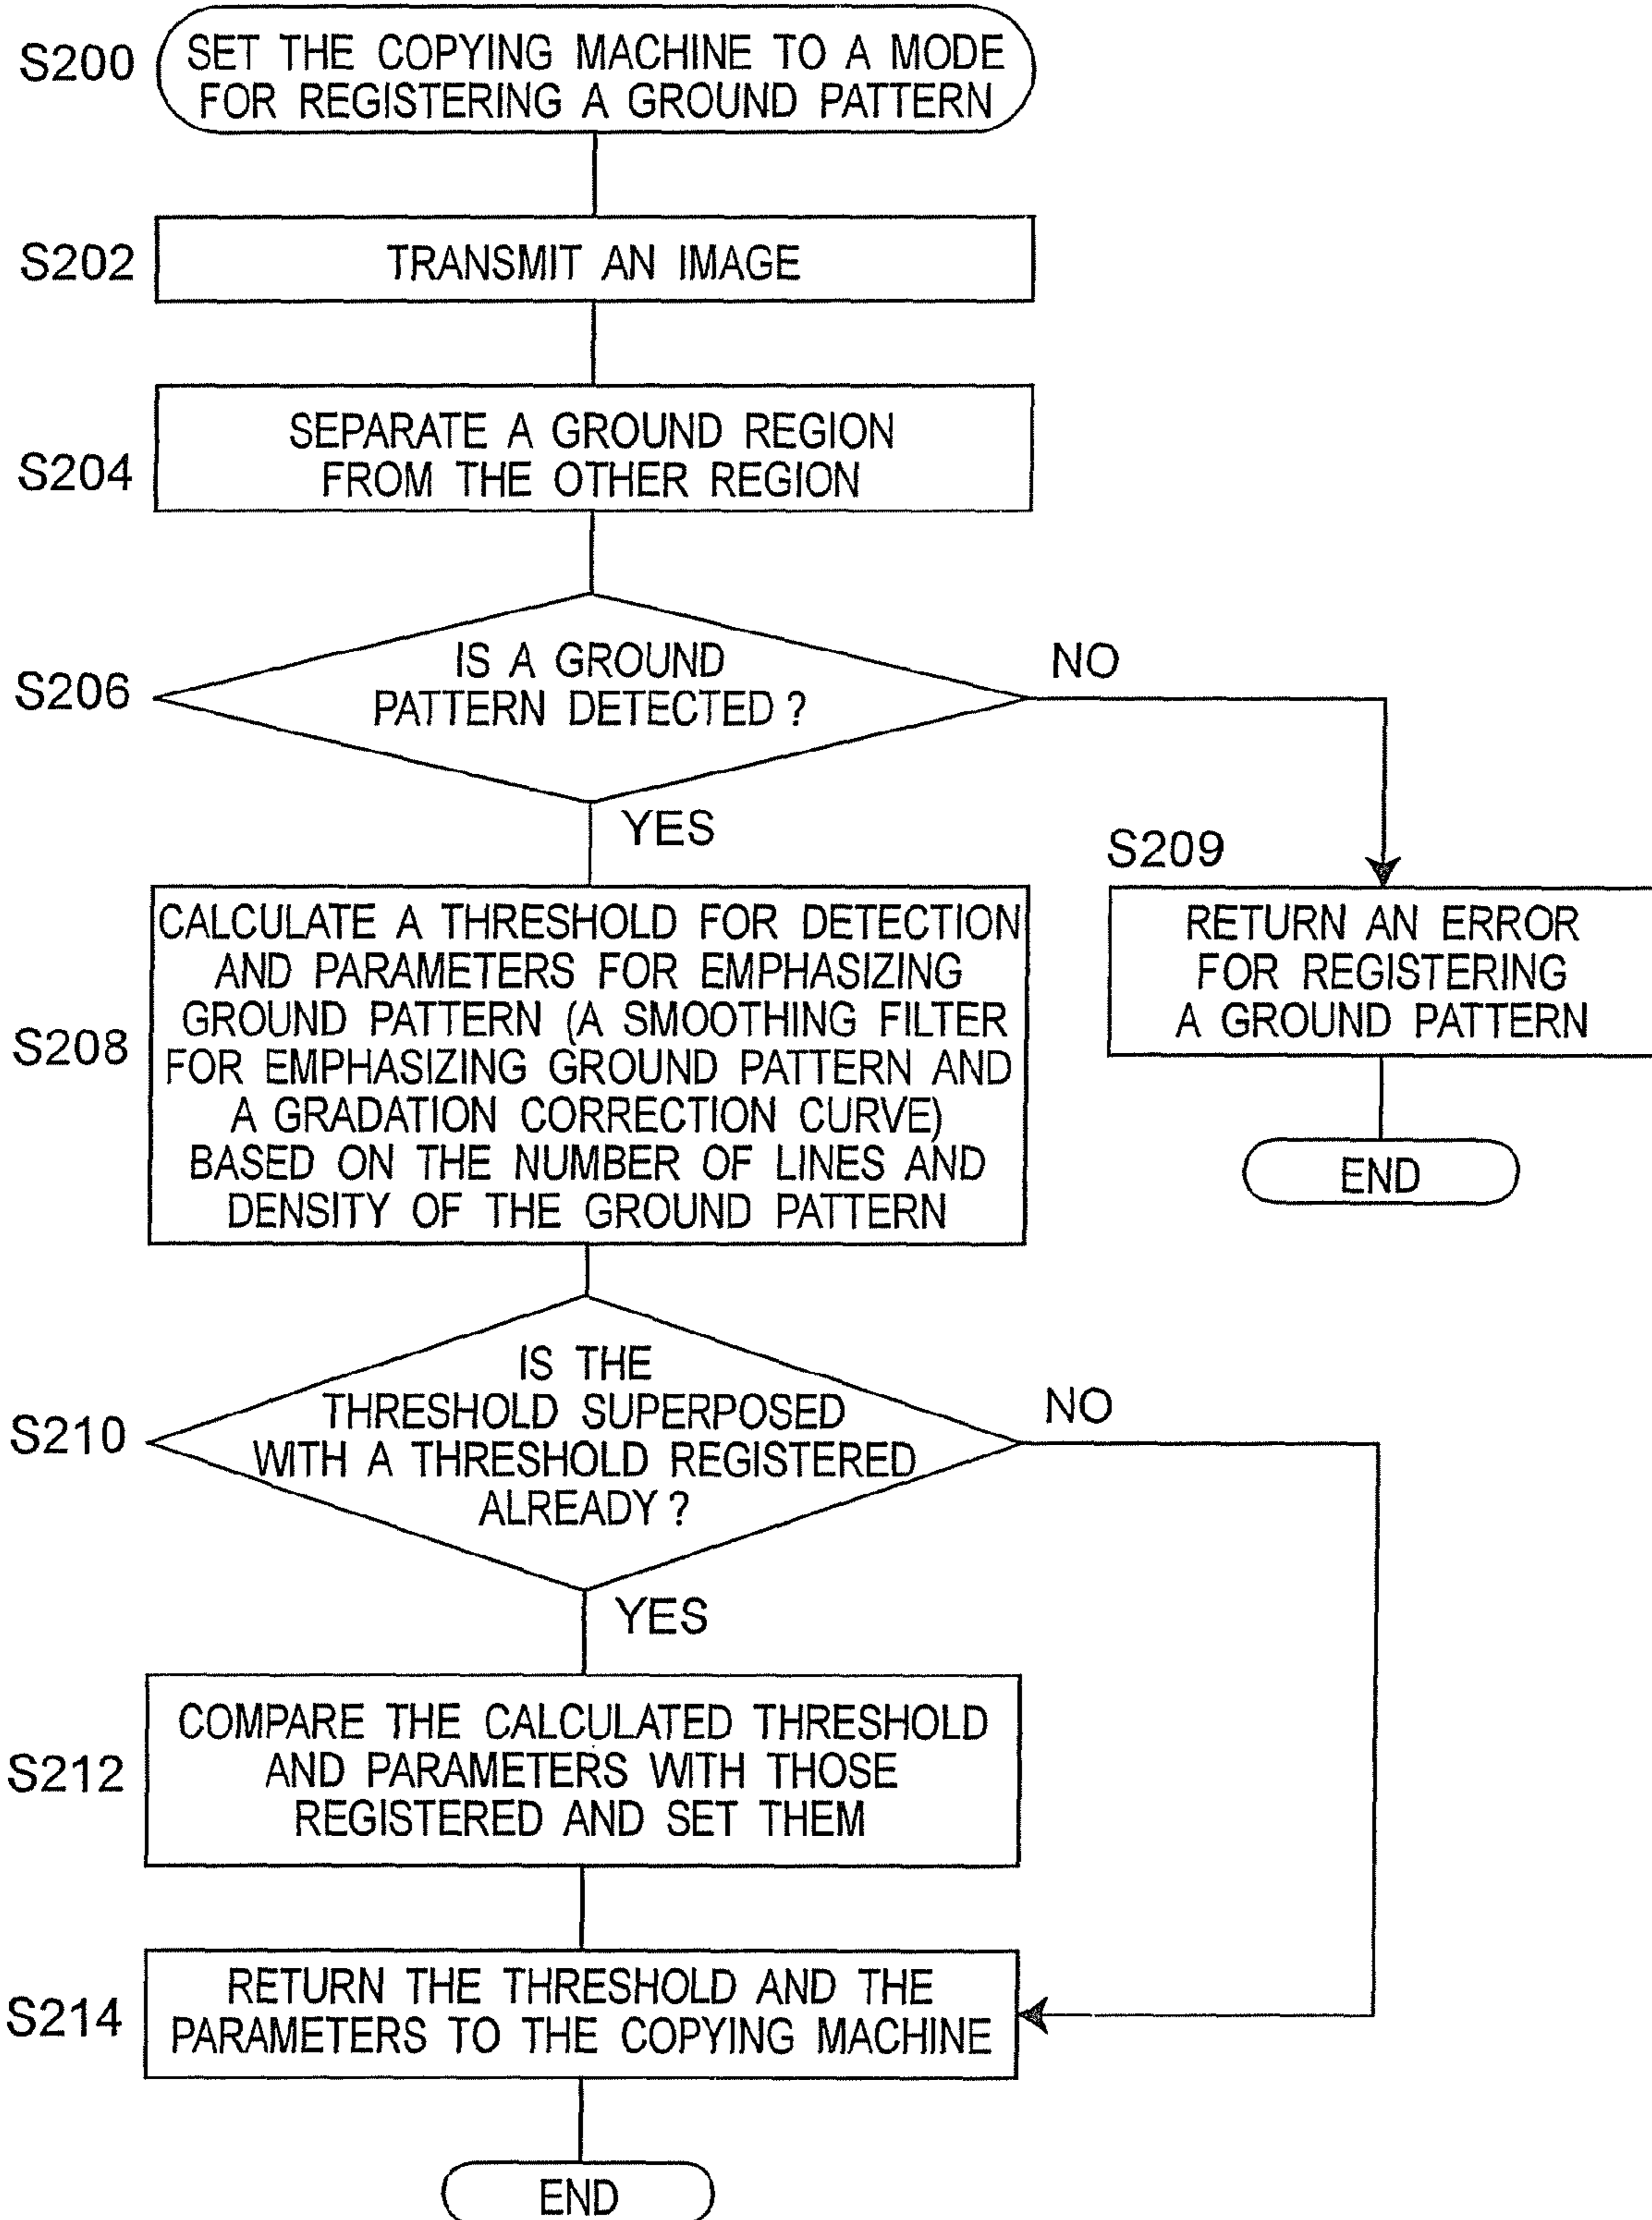 S200
SET THE COPYING MACHINE TO A MODE
FOR REGISTERING A GROUND PATTERN
S202
TRANSMIT AN IMAGE
S204
SEPARATE A GROUND REGION
FROM THE OTHER REGION
S206
IS A GROUND
PATTERN DETECTED ?
NO
YES
S209
RETURN AN ERROR
FOR REGISTERING
A GROUND PATTERN
END
S208
CALCULATE A THRESHOLD FOR DETECTION
AND PARAMETERS FOR EMPHASIZING
GROUND PATTERN (A SMOOTHING FILTER
FOR EMPHASIZING GROUND PATTERN AND
A GRADATION CORRECTION CURVE)
BASED ON THE NUMBER OF LINES AND
DENSITY OF THE GROUND PATTERN
S210
IS THE
THRESHOLD SUPERPOSED
WITH A THRESHOLD REGISTERED
ALREADY ?
NO
YES
S212
COMPARE THE CALCULATED THRESHOLD
AND PARAMETERS WITH THOSE
REGISTERED AND SET THEM
S214
RETURN THE THRESHOLD AND THE
PARAMETERS TO THE COPYING MACHINE
END